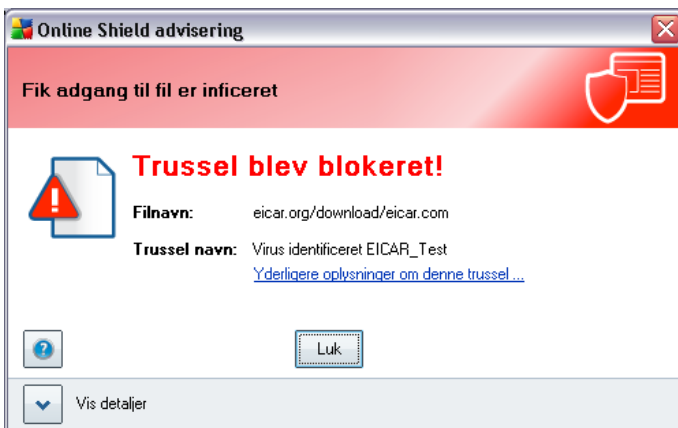 Online Shield advisering
Fik adgang til fil er inficeret
Trussel blev blokeret!
Filnavn: eicar.org/download/eicar.com
Trussel navn: Virus identificeret EICAR_Test
Yderligere oplysninger om denne trussel ...
?
Luk
Vis detaljer